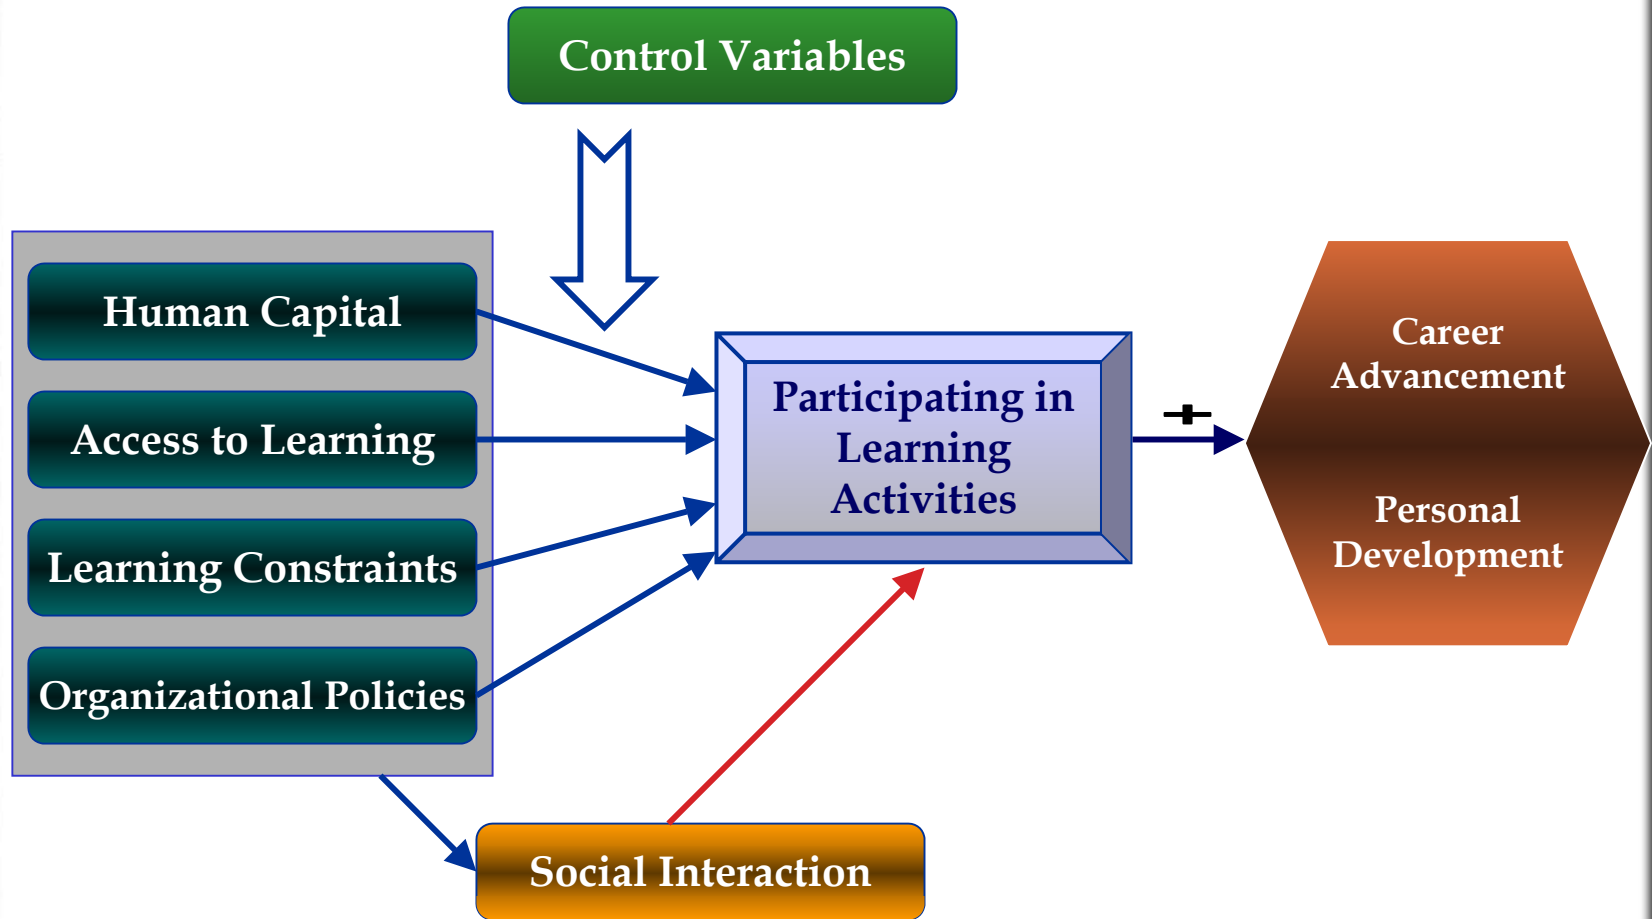 Control Variables
Human Capital
Access to Learning
Learning Constraints
Organizational Policies
Participating in
Learning
Activities
+
Career
Advancement
Personal
Development
Social Interaction